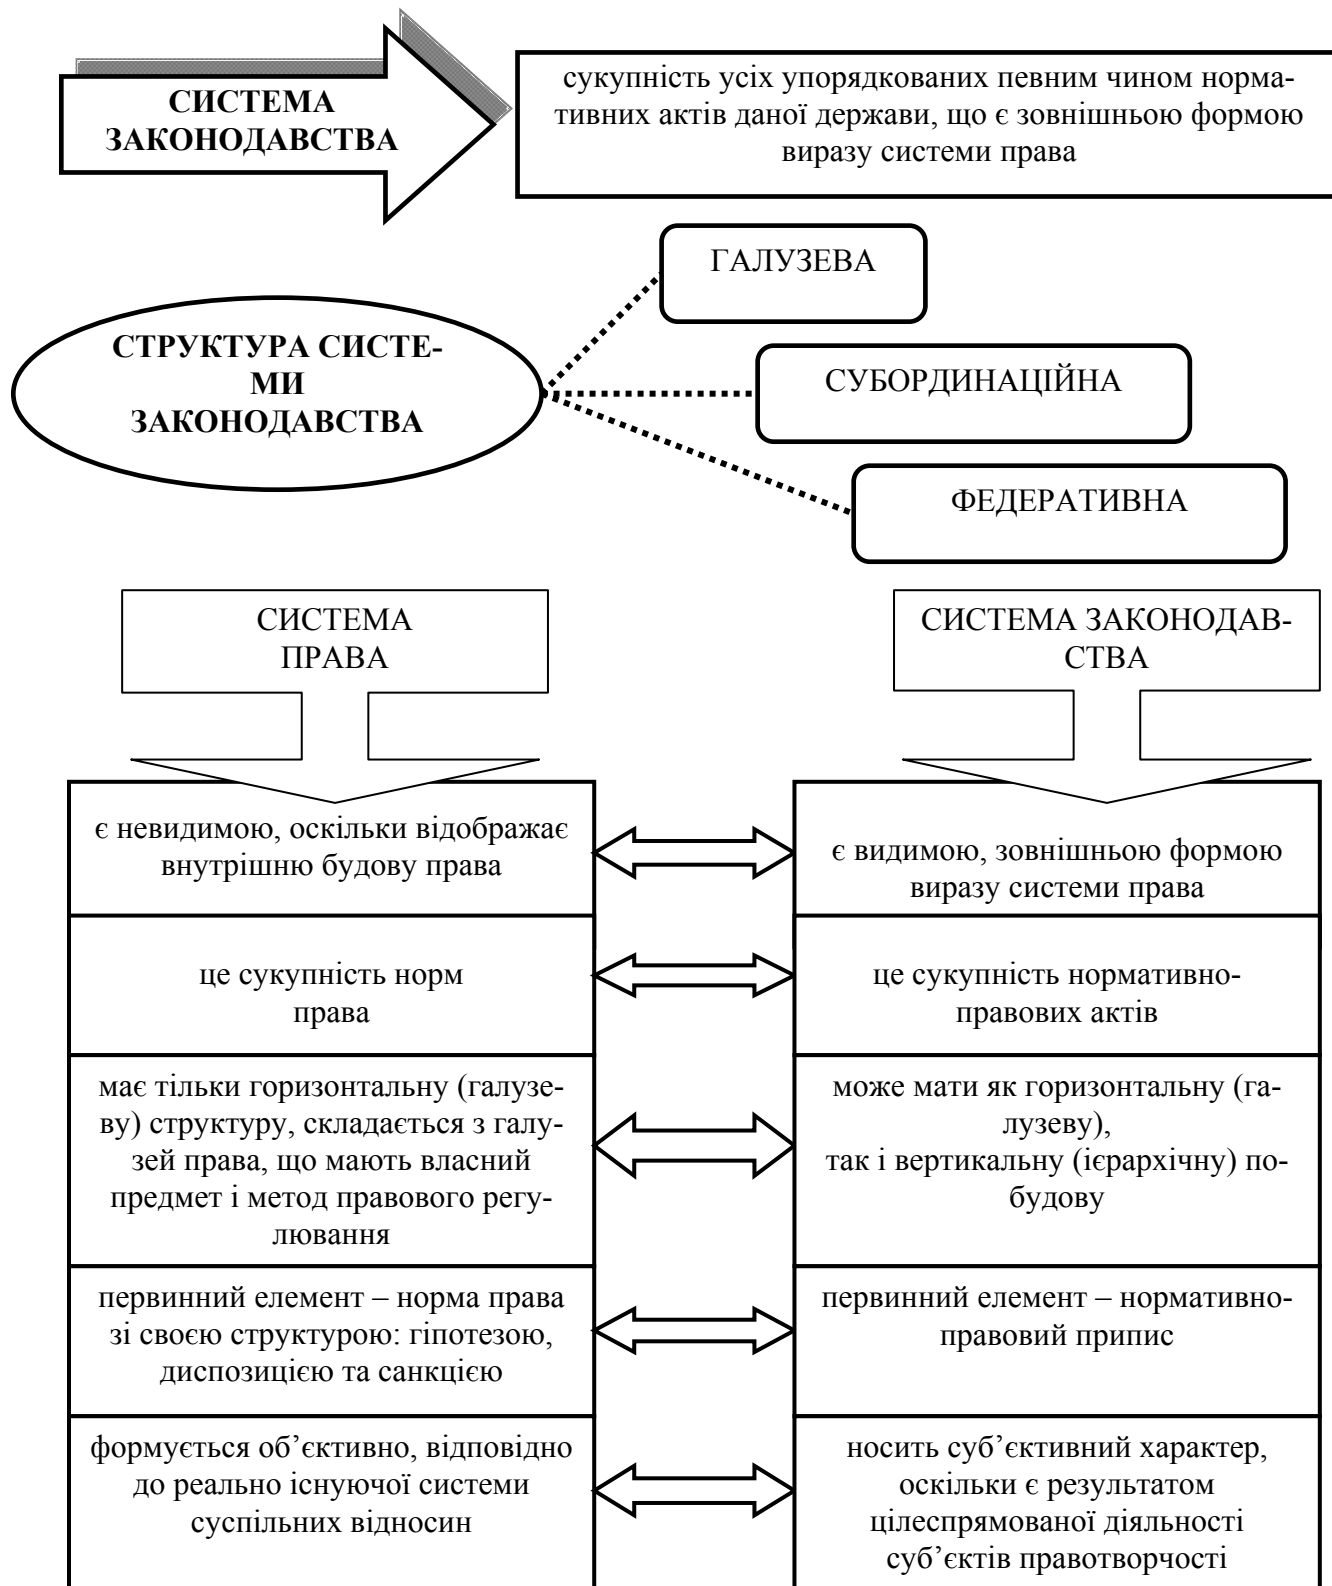 СИСТЕМА
ЗАКОНОДАВСТВА
сукупність усіх упорядкованих певним чином норма-
тивних актів даної держави, що є зовнішньою формою
виразу системи права
ГАЛУЗЕВА
СТРУКТУРА СИСТЕ-
МИ
ЗАКОНОДАВСТВА
СУБОРДИНАЦІЙНА
ФЕДЕРАТИВНА
СИСТЕМА
ПРАВА
СИСТЕМА ЗАКОНОДАВ-
СТВА
є невидимою, оскільки відображає
внутрішню будову права
є видимою, зовнішньою формою
виразу системи права
це сукупність норм
права
це сукупність нормативно-
правових актів
має тільки горизонтальну (галузе-
ву) структуру, складається з галу-
зей права, що мають власний
предмет і метод правового регу-
лювання
може мати як горизонтальну (га-
лузеву),
так і вертикальну (ієрархічну) по-
будову
первинний елемент – норма права
зі своєю структурою: гіпотезою,
диспозицією та санкцією
первинний елемент – нормативно-
правовий припис
формується об’єктивно, відповідно
до реально існуючої системи
суспільних відносин
носить суб’єктивний характер,
оскільки є результатом
цілеспрямованої діяльності
суб’єктів правотворчості